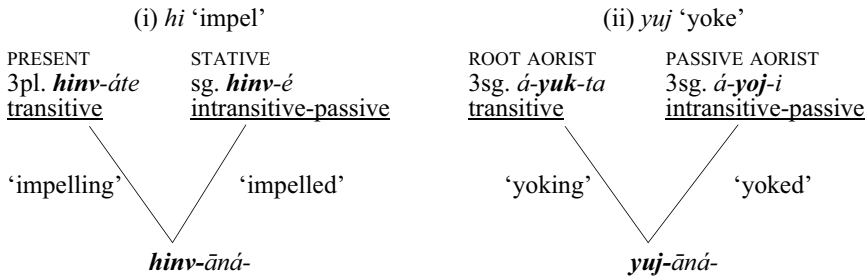 (i) hi ‘impel’ (ii) yuj ‘yoke’
PRESENT STATIVE ROOT AORIST PASSIVE AORIST
3pl. hinv-áte sg. hinv-é 3sg. á-yuk-ta 3sg. á-yoj-i
transitive intransitive-passive transitive intransitive-passive
‘impelling’ ‘impelled’ ‘yoking’ ‘yoked’
hinv-āná- yuj-āná-